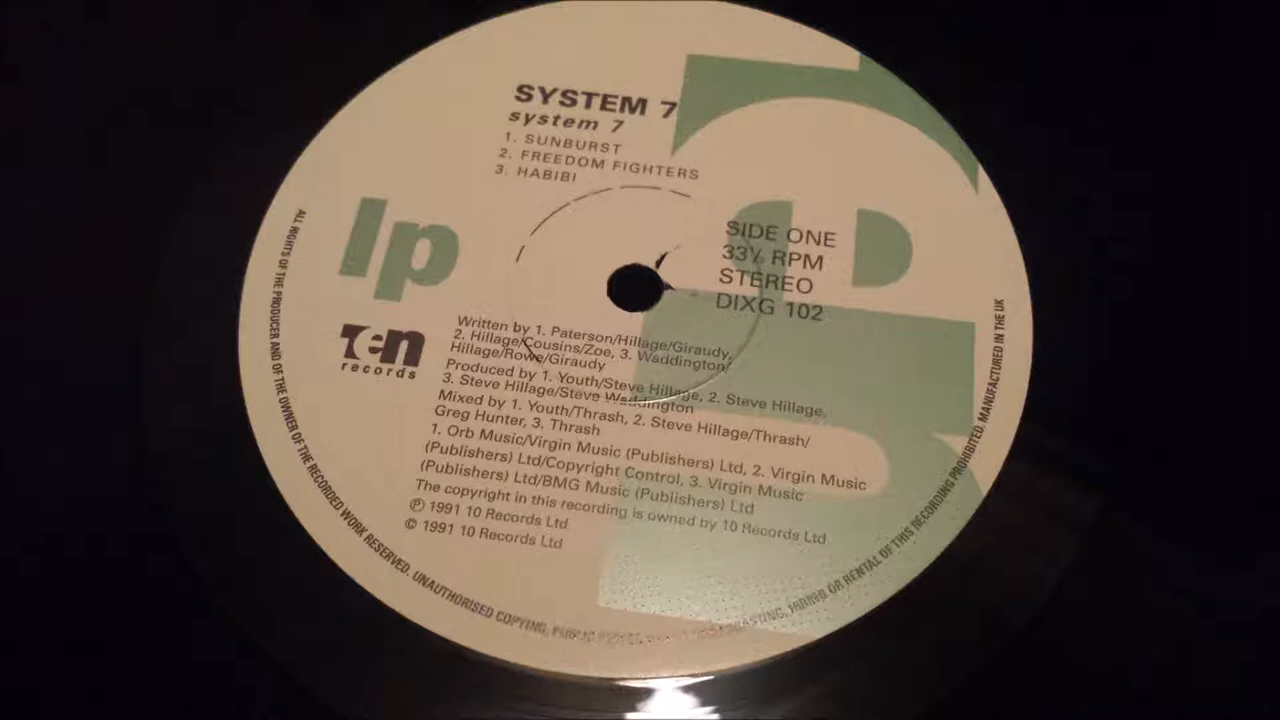 SYSTEM 7
system 7
1. SUNBURST
2. FREEDOM FIGHTERS
3. HABIBI
lp
Ten
records
SIDE ONE
33⅓ RPM
STEREO
DIXG 102
Written by 1. Paterson/Hillage/Giraudy,
2. Hillage/Cousins/Zoe, 3. Waddington/
Hillage/Rowe/Giraudy
Produced by 1. Youth/Steve Hillage, 2. Steve Hillage,
3. Steve Hillage/Steve Waddington
Mixed by 1. Youth/Thrash, 2. Steve Hillage/Thrash/
Greg Hunter, 3. Thrash
1. Orb Music/Virgin Music (Publishers) Ltd, 2. Virgin Music
(Publishers) Ltd/Copyright Control, 3. Virgin Music
(Publishers) Ltd/BMG Music (Publishers) Ltd
The copyright in this recording is owned by 10 Records Ltd
℗ 1991 10 Records Ltd
© 1991 10 Records Ltd
ALL RIGHTS OF THE PRODUCER AND OF THE OWNER OF THE RECORDED WORK RESERVED. UNAUTHORISED COPYING, PUBLIC OR RENTAL OF THIS RECORDING PROHIBITED. MANUFACTURED IN THE UK